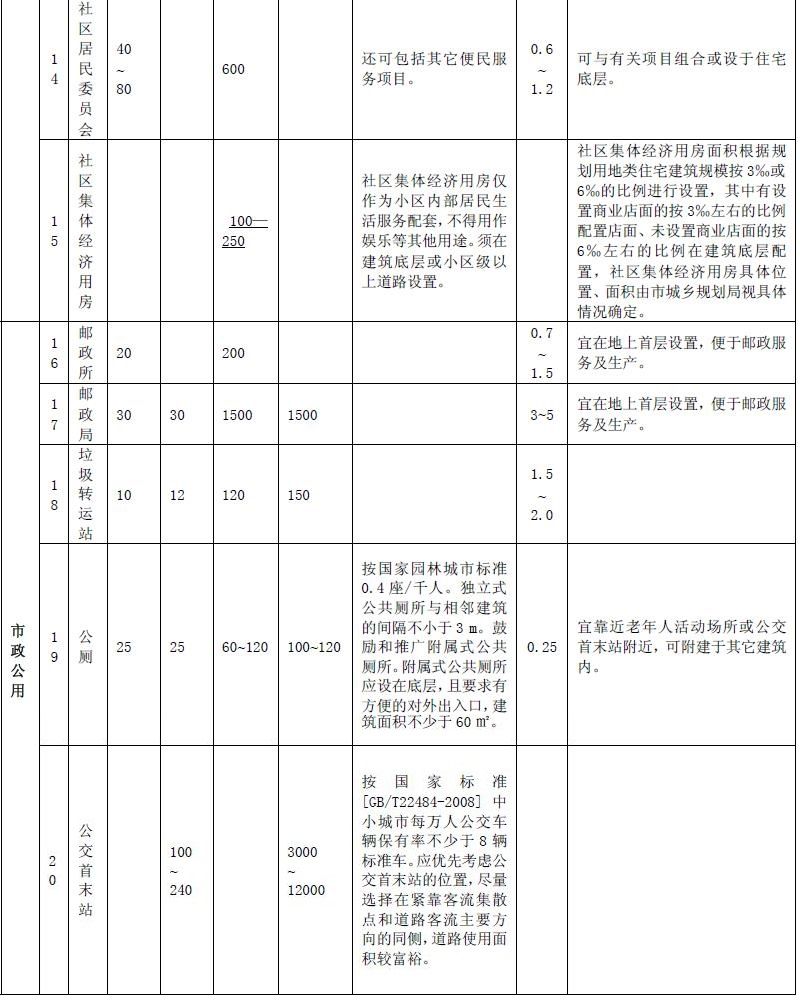 14
社区居民委员会
40
~
80
600
还可包括其它便民服
务项目。
0.6
~
1.2
可与有关项目组合或设于住宅
底层。
15
社区集体经济用房
100—
250
社区集体经济用房仅
作为小区内部居民生
活服务配套,不得用作
娱乐等其他用途。须在
建筑底层或小区级以
上道路设置。
社区集体经济用房面积根据规
划用地类住宅建筑规模按 3‰或
6‰的比例进行设置,其中有设
置商业店面的按 3‰左右的比例
配置店面、未设置商业店面的按
6‰左右的比例在建筑底层配
置,社区集体经济用房具体位
置、面积由市城乡规划局视具体
情况确定。
市政公用
16
邮政所
20
200
0.7
~
1.5
宜在地上首层设置,便于邮政服
务及生产。
17
邮政局
30
30
1500
1500
3~5
宜在地上首层设置,便于邮政服
务及生产。
18
垃圾转运站
10
12
120
150
1.5
~
2.0
19
公厕
25
25
60~120
100~120
按国家园林城市标准
0.4 座/千人。独立式
公共厕所与相邻建筑
的间隔不小于 3 m。鼓
励和推广附属式公共
厕所。附属式公共厕所
应设在底层,且要求有
方便的对外出入口,建
筑面积不少于 60 ㎡。
0.25
宜靠近老年人活动场所或公交
首末站附近,可附建于其它建筑
内。
20
公交首末站
100
~
240
3000
~
12000
按国家标准
[GB/T22484-2008] 中
小城市每万人公交车
辆保有率不少于 8 辆
标准车。应优先考虑公
交首末站的位置,尽量
选择在紧靠客流集散
点和道路客流主要方
向的同侧,道路使用面
积较富裕。